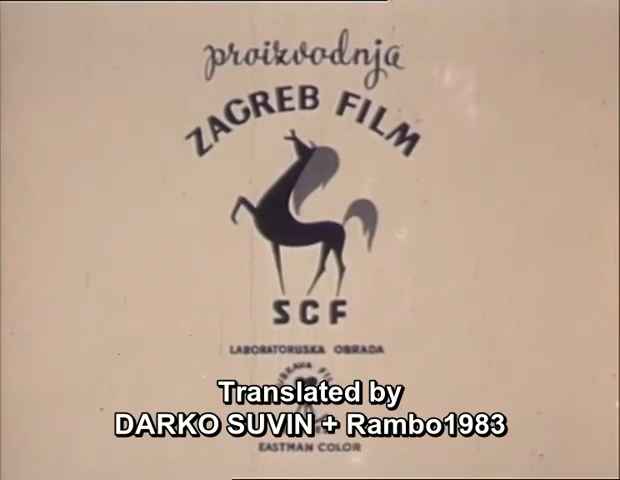 proizvodnja
ZAGREB FILM
SCF
LABORATORIJSKA OBRADA
Translated by
DARKO SUVIN + Rambo1983
EASTMAN COLOR